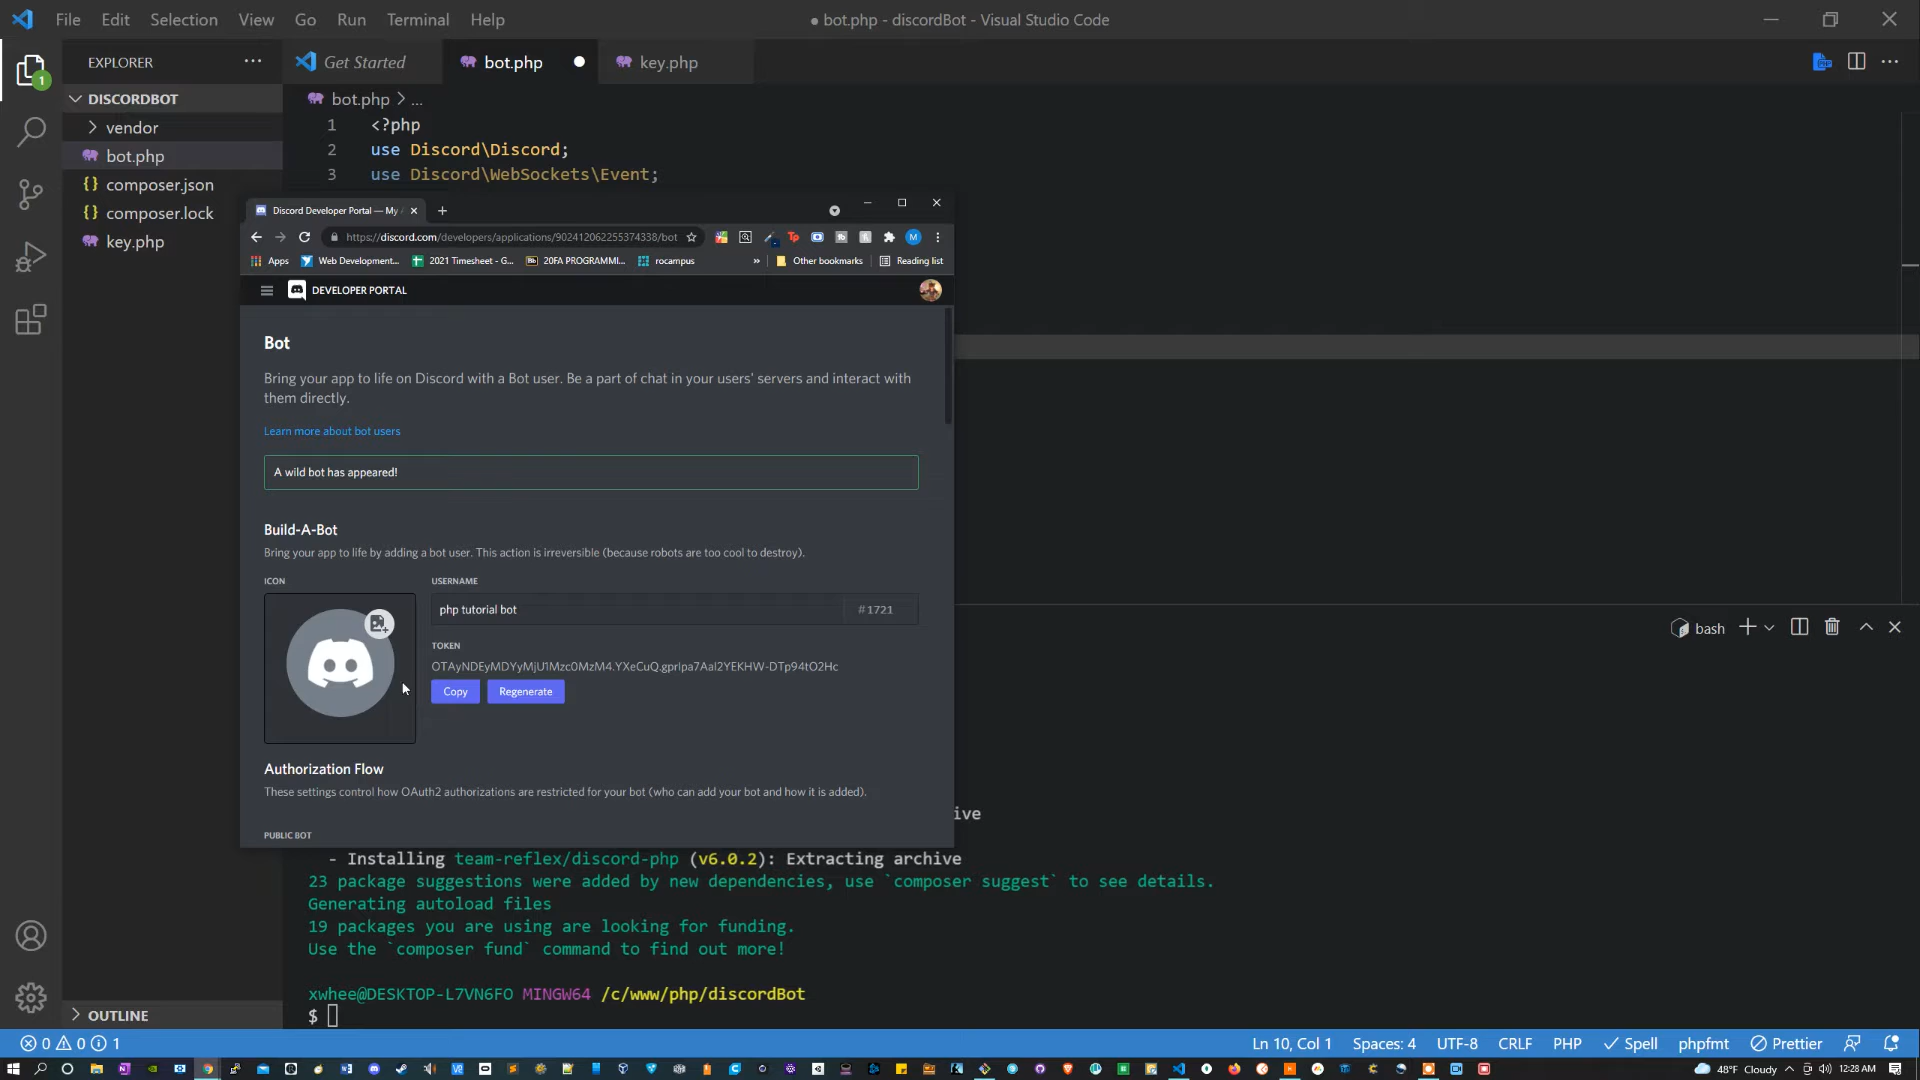 File Edit Selection View Go Run Terminal Help
● bot.php - discordBot - Visual Studio Code
EXPLORER
Get Started
bot.php
key.php
DISCORDBOT
vendor
bot.php
composer.json
composer.lock
key.php
OUTLINE
1
bot.php > ...
1 <?php
2 use Discord\Discord;
3 use Discord\WebSockets\Event;
Discord Developer Portal — My
https://discord.com/developers/applications/902412062255374338/bot
M
Apps Web Development... 2021 Timesheet - G... 20FA PROGRAMMI... rocampus » Other bookmarks Reading list
DEVELOPER PORTAL
Bot
Bring your app to life on Discord with a Bot user. Be a part of chat in your users' servers and interact with
them directly.
Learn more about bot users
A wild bot has appeared!
Build-A-Bot
Bring your app to life by adding a bot user. This action is irreversible (because robots are too cool to destroy).
ICON
USERNAME
php tutorial bot #1721
TOKEN
OTAyNDEyMDYyMjU1Mzc0MzM4.YXeCuQ.gprlpa7Aal2YEKHW-DTp94tO2Hc
Copy Regenerate
Authorization Flow
These settings control how OAuth2 authorizations are restricted for your bot (who can add your bot and how it is added).
PUBLIC BOT
bash
ive
- Installing team-reflex/discord-php (v6.0.2): Extracting archive
23 package suggestions were added by new dependencies, use `composer suggest` to see details.
Generating autoload files
19 packages you are using are looking for funding.
Use the `composer fund` command to find out more!
xwhee@DESKTOP-L7VN6FO MINGW64 /c/www/php/discordBot
$
0 0 1
Ln 10, Col 1 Spaces: 4 UTF-8 CRLF PHP Spell phpfmt Prettier
48°F Cloudy 12:28 AM